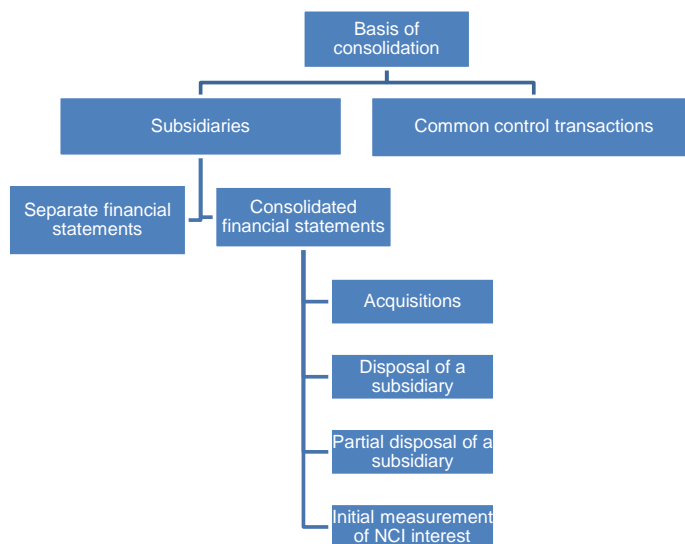 Basis of
consolidation
Subsidiaries
Common control transactions
Separate financial
statements
Consolidated
financial statements
Acquisitions
Disposal of a
subsidiary
Partial disposal of a
subsidiary
Initial measurement
of NCI interest